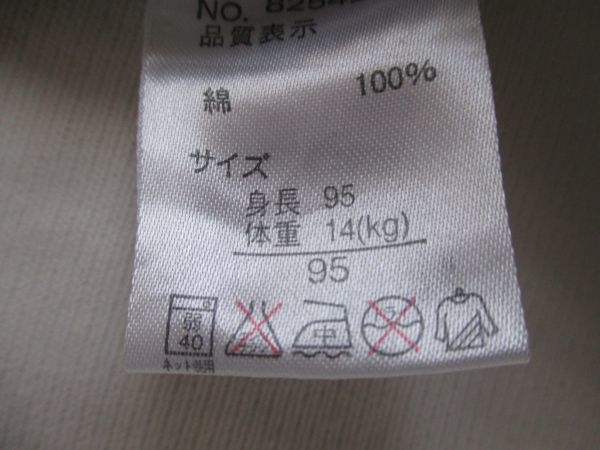 NO. 8254
品質表示
綿 100%
サイズ
身長 95
体重 14(kg)
95
弱
40
中
ネット使用